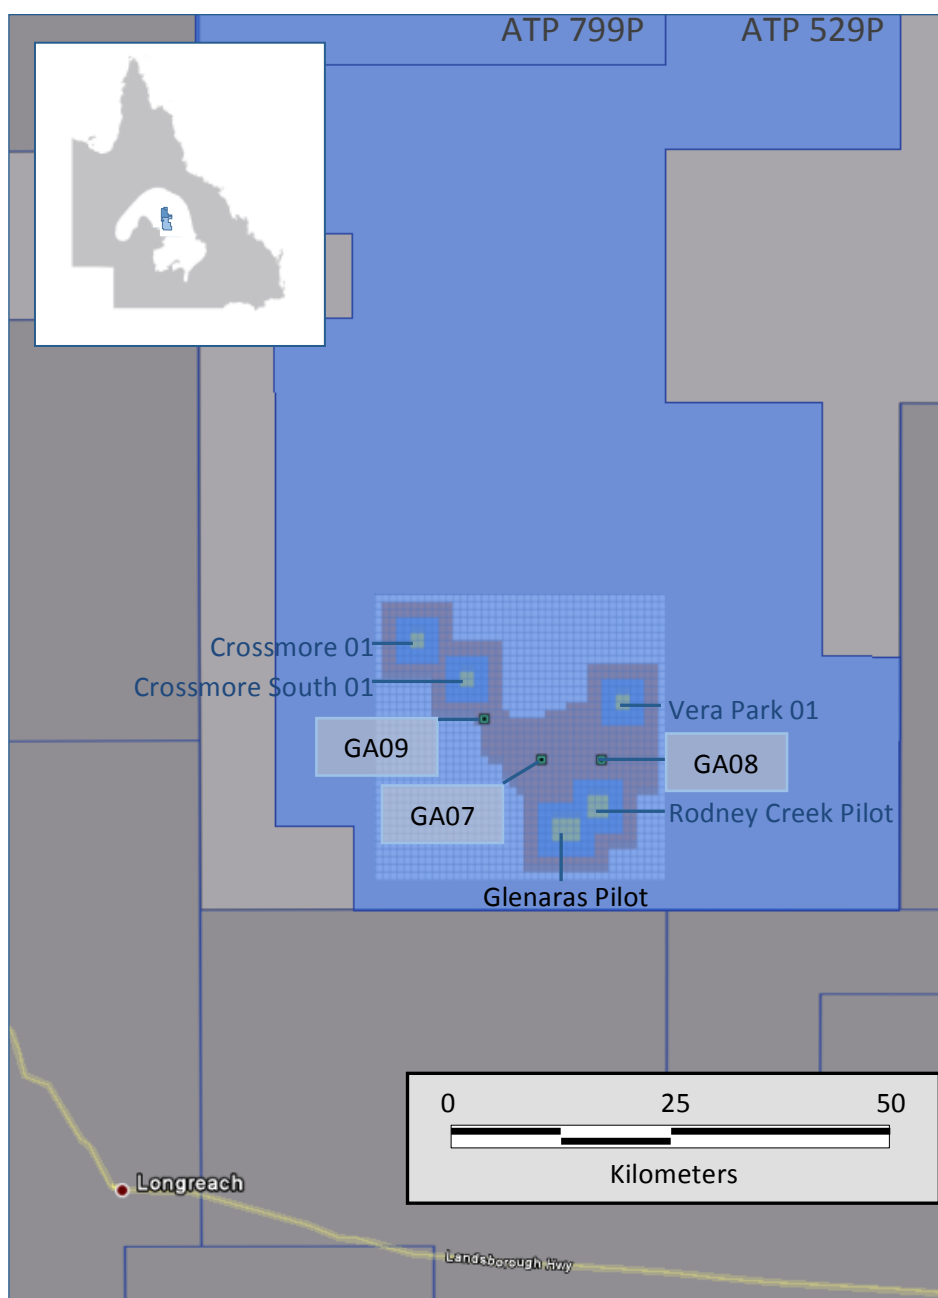 ATP 799P
ATP 529P
Crossmore 01
Crossmore South 01
Vera Park 01
GA09
GA08
GA07
Rodney Creek Pilot
Glenaras Pilot
0 25 50
Kilometers
Longreach
Landsborough Hwy